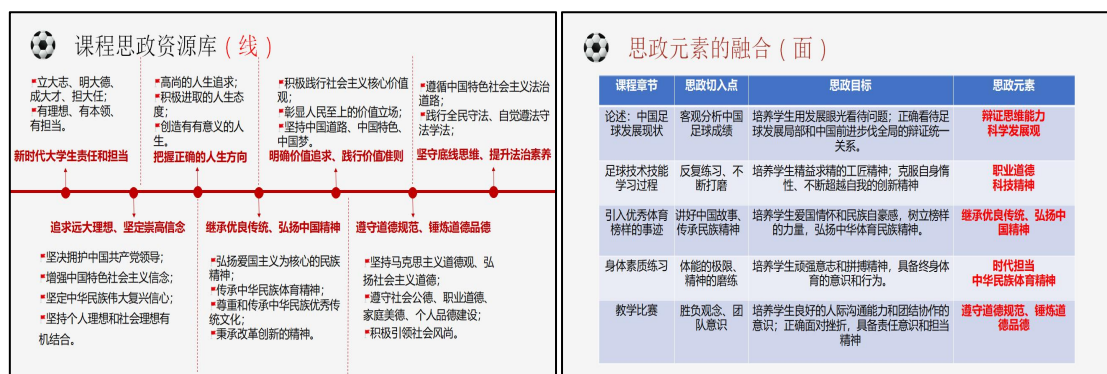 课程思政资源库（线）
▪立大志、明大德、
成大才、担大任；
▪有理想、有本领、
有担当。
新时代大学生责任和担当
▪高尚的人生追求；
▪积极进取的人生态
度；
▪创造有有意义的人
生。
把握正确的人生方向
▪积极践行社会主义核心价值
观；
▪彰显人民至上的价值立场；
▪坚持中国道路、中国特色、
中国梦。
明确价值追求、践行价值准则
▪遵循中国特色社会主义法治
道路；
▪践行全民守法、自觉遵法守
法学法；
坚守底线思维、提升法治素养
追求远大理想、坚定崇高信念
▪坚决拥护中国共产党领导；
▪增强中国特色社会主义信念；
▪坚定中华民族伟大复兴信心；
▪坚持个人理想和社会理想有
机结合。
继承优良传统、弘扬中国精神
▪弘扬爱国主义为核心的民族
精神；
▪传承中华民族体育精神；
▪尊重和传承中华民族优秀传
统文化；
▪秉承改革创新的精神。
遵守道德规范、锤炼道德品德
▪坚持马克思主义道德观、弘
扬社会主义道德；
▪遵守社会公德、职业道德、
家庭美德、个人品德建设；
▪积极引领社会风尚。
思政元素的融合（面）
课程章节 思政切入点 思政目标 思政元素
论述：中国足
球发展现状
客观分析中国
足球成绩
培养学生用发展眼光看待问题；正确看待足
球发展局部和中国前进步伐全局的辩证统一
关系。
辩证思维能力
科学发展观
足球技术技能
学习过程
反复练习、不
断打磨
培养学生精益求精的工匠精神；克服自身惰
性、不断超越自我的创新精神
职业道德
科技精神
引入优秀体育
榜样的事迹
讲好中国故事、
传承民族精神
培养学生爱国情怀和民族自豪感，树立榜样
的力量，弘扬中华体育民族精神。
继承优良传统、弘扬中
国精神
身体素质练习
体能的极限、
精神的磨练
培养学生顽强意志和拼搏精神，具备终身体
育的意识和行为。
时代担当
中华民族体育精神
教学比赛
胜负观念、团
队意识
培养学生良好的人际沟通能力和团结协作的
意识；正确面对挫折，具备责任意识和担当
精神
遵守道德规范、锤炼道
德品德